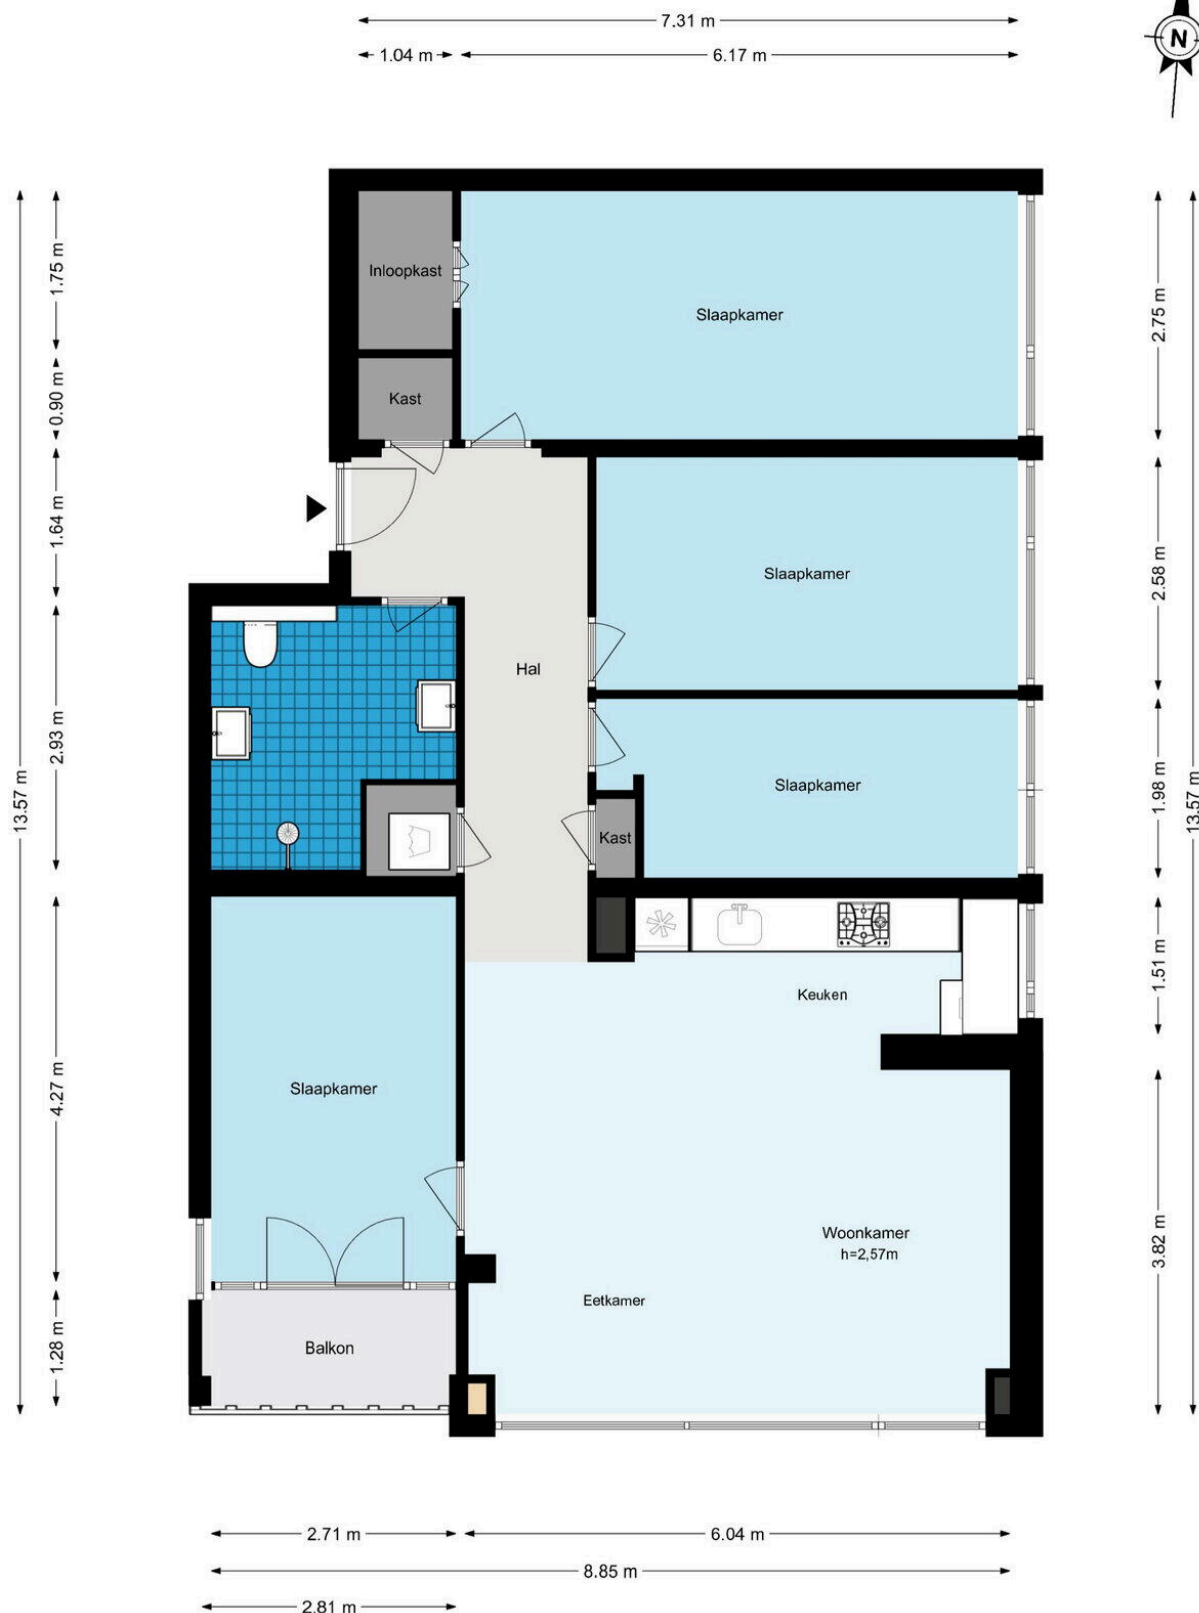 7.31 m
1.04 m
6.17 m
N
13.57 m
1.75 m
0.90 m
1.64 m
2.93 m
4.27 m
1.28 m
Inloopkast
Slaapkamer
Kast
Slaapkamer
Hal
Slaapkamer
Kast
Keuken
Slaapkamer
Woonkamer
h=2,57m
Eetkamer
Balkon
2.75 m
2.58 m
1.98 m
1.51 m
3.82 m
13.57 m
2.71 m
6.04 m
8.85 m
2.81 m